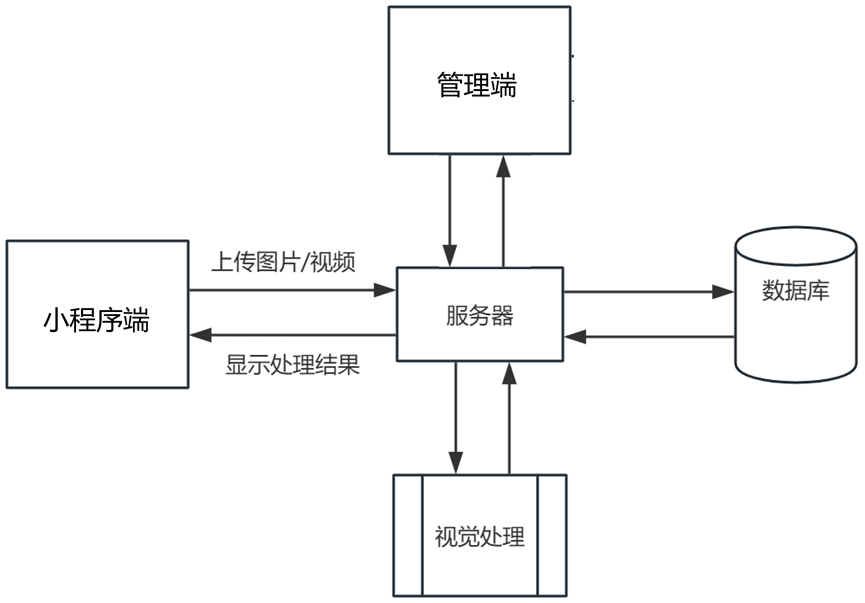 管理端
上传图片/视频
小程序端
服务器
数据库
显示处理结果
视觉处理